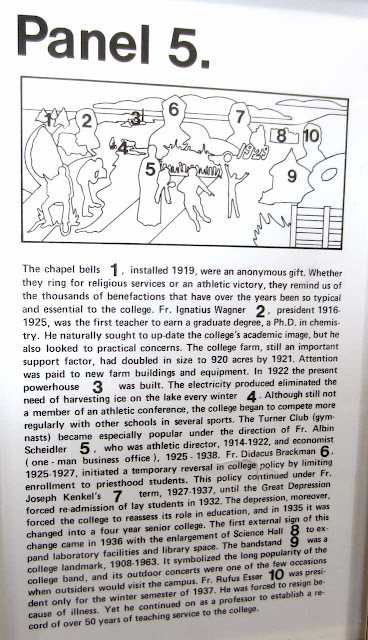 Panel 5.
1
2
3
6
7
8
10
4
5
1929
9
The chapel bells 1, installed 1919, were an anonymous gift. Whether
they ring for religious services or an athletic victory, they remind us of
the thousands of benefactions that have over the years been so typical
and essential to the college. Fr. Ignatius Wagner 2, president 1916-
1925, was the first teacher to earn a graduate degree, a Ph.D. in chemis-
try. He naturally sought to up-date the college's academic image, but he
also looked to practical concerns. The college farm, still an important
support factor, had doubled in size to 920 acres by 1921. Attention
was paid to new farm buildings and equipment. In 1922 the present
powerhouse 3 was built. The electricity produced eliminated the
need of harvesting ice on the lake every winter 4. Although still not
a member of an athletic conference, the college began to compete more
regularly with other schools in several sports. The Turner Club (gym-
nasts) became especially popular under the direction of Fr. Albin
Scheidler 5, who was athletic director, 1914-1922, and economist
(one - man business office), 1925 - 1938. Fr. Didacus Brackman 6,
1925-1927, initiated a temporary reversal in college policy by limiting
enrollment to priesthood students. This policy continued under Fr.
Joseph Kenkel's 7 term, 1927-1937, until the Great Depression
forced re-admission of lay students in 1932. The depression, moreover,
forced the college to reassess its role in education, and in 1935 it was
changed into a four year senior college. The first external sign of this
change came in 1936 with the enlargement of Science Hall 8 to ex-
pand laboratory facilities and library space. The bandstand 9 was a
college landmark, 1908-1963. It symbolized the long popularity of the
college band, and its outdoor concerts were one of the few occasions
when outsiders would visit the campus. Fr. Rufus Esser 10 was presi-
dent only for the winter semester of 1937. He was forced to resign be-
cause of illness. Yet he continued on as a professor to establish a re-
cord of over 50 years of teaching service to the college.